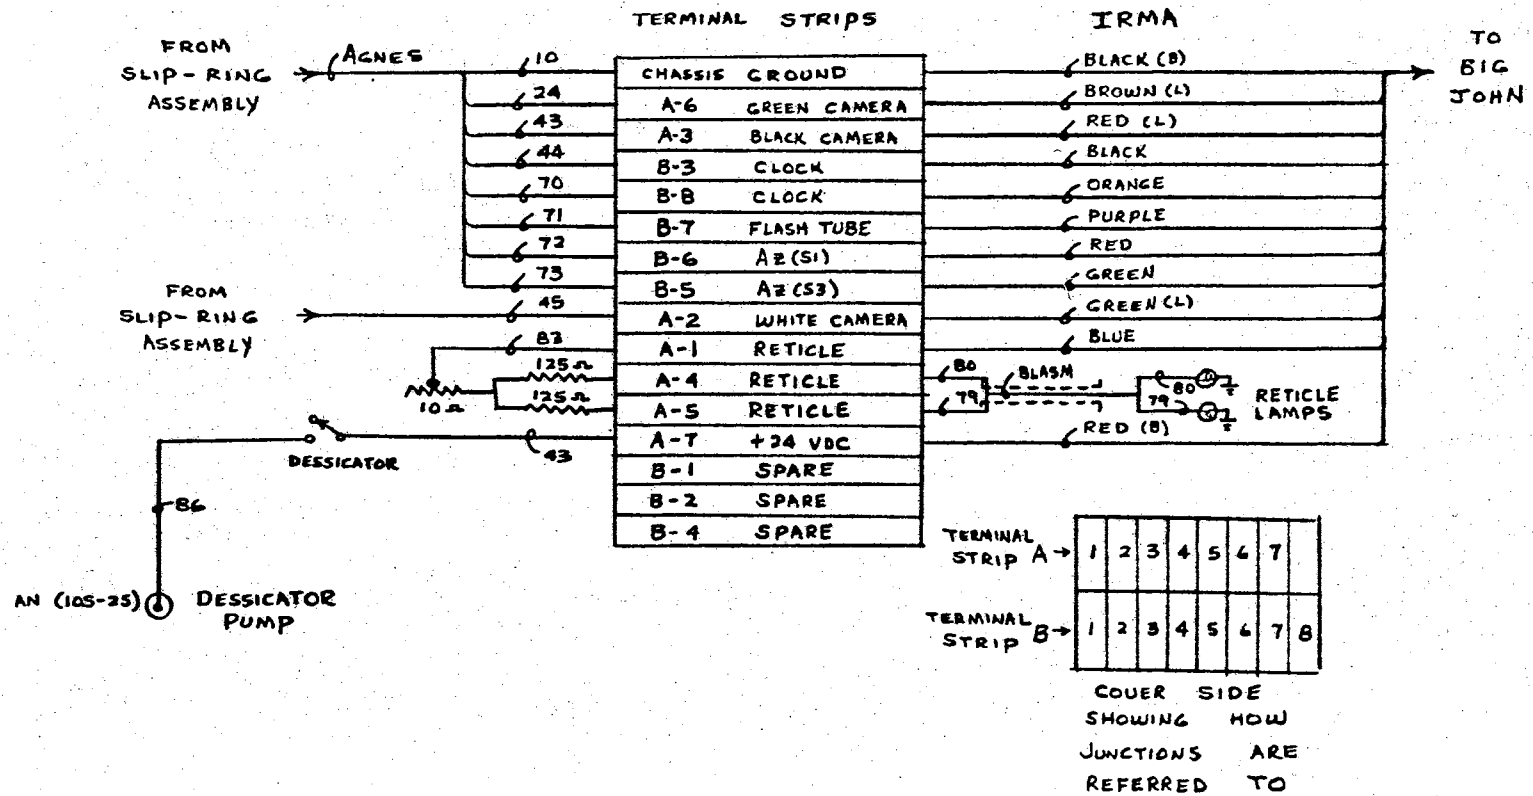 TERMINAL STRIPS
IRMA
FROM
SLIP-RING
ASSEMBLY
AGNES
TO
BIG
JOHN
10 CHASSIS GROUND BLACK (B)
24 A-6 GREEN CAMERA BROWN (L)
43 A-3 BLACK CAMERA RED (L)
44 B-3 CLOCK BLACK
70 B-8 CLOCK ORANGE
71 B-7 FLASH TUBE PURPLE
72 B-6 AZ (S1) RED
73 B-5 AZ (S3) GREEN
FROM
SLIP-RING
ASSEMBLY
45 A-2 WHITE CAMERA GREEN (L)
83 A-1 RETICLE BLUE
125Ω A-4 RETICLE 80 BLASM 80
10Ω 125Ω A-5 RETICLE 79 79
RETICLE
LAMPS
A-7 +24 VDC RED (B)
DESSICATOR 43
B-1 SPARE
B-2 SPARE
B-4 SPARE
86
AN (105-25) DESSICATOR
PUMP
TERMINAL
STRIP A 1 2 3 4 5 6 7
TERMINAL
STRIP B 1 2 3 4 5 6 7 8
COVER SIDE
SHOWING HOW
JUNCTIONS ARE
REFERRED TO